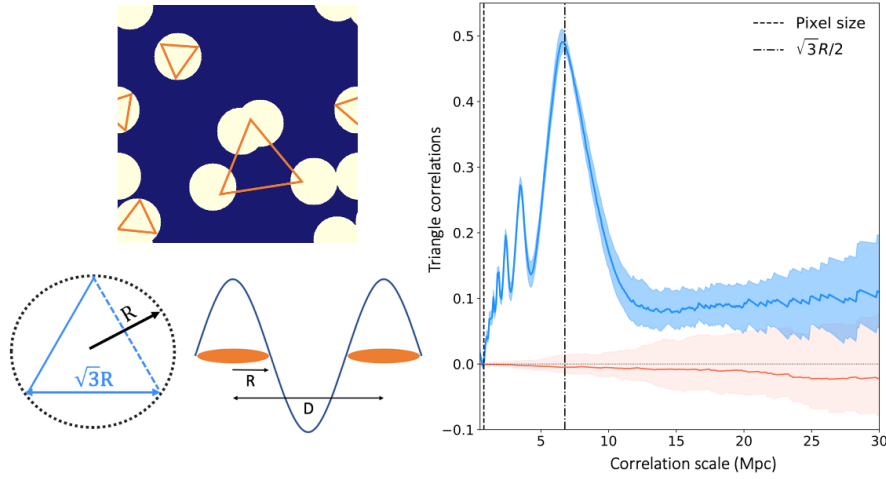 R
√3R
R
D
Pixel size
√3R/2
0.5
0.4
0.3
0.2
0.1
0.0
−0.1
Triangle correlations
5
10
15
20
25
30
Correlation scale (Mpc)